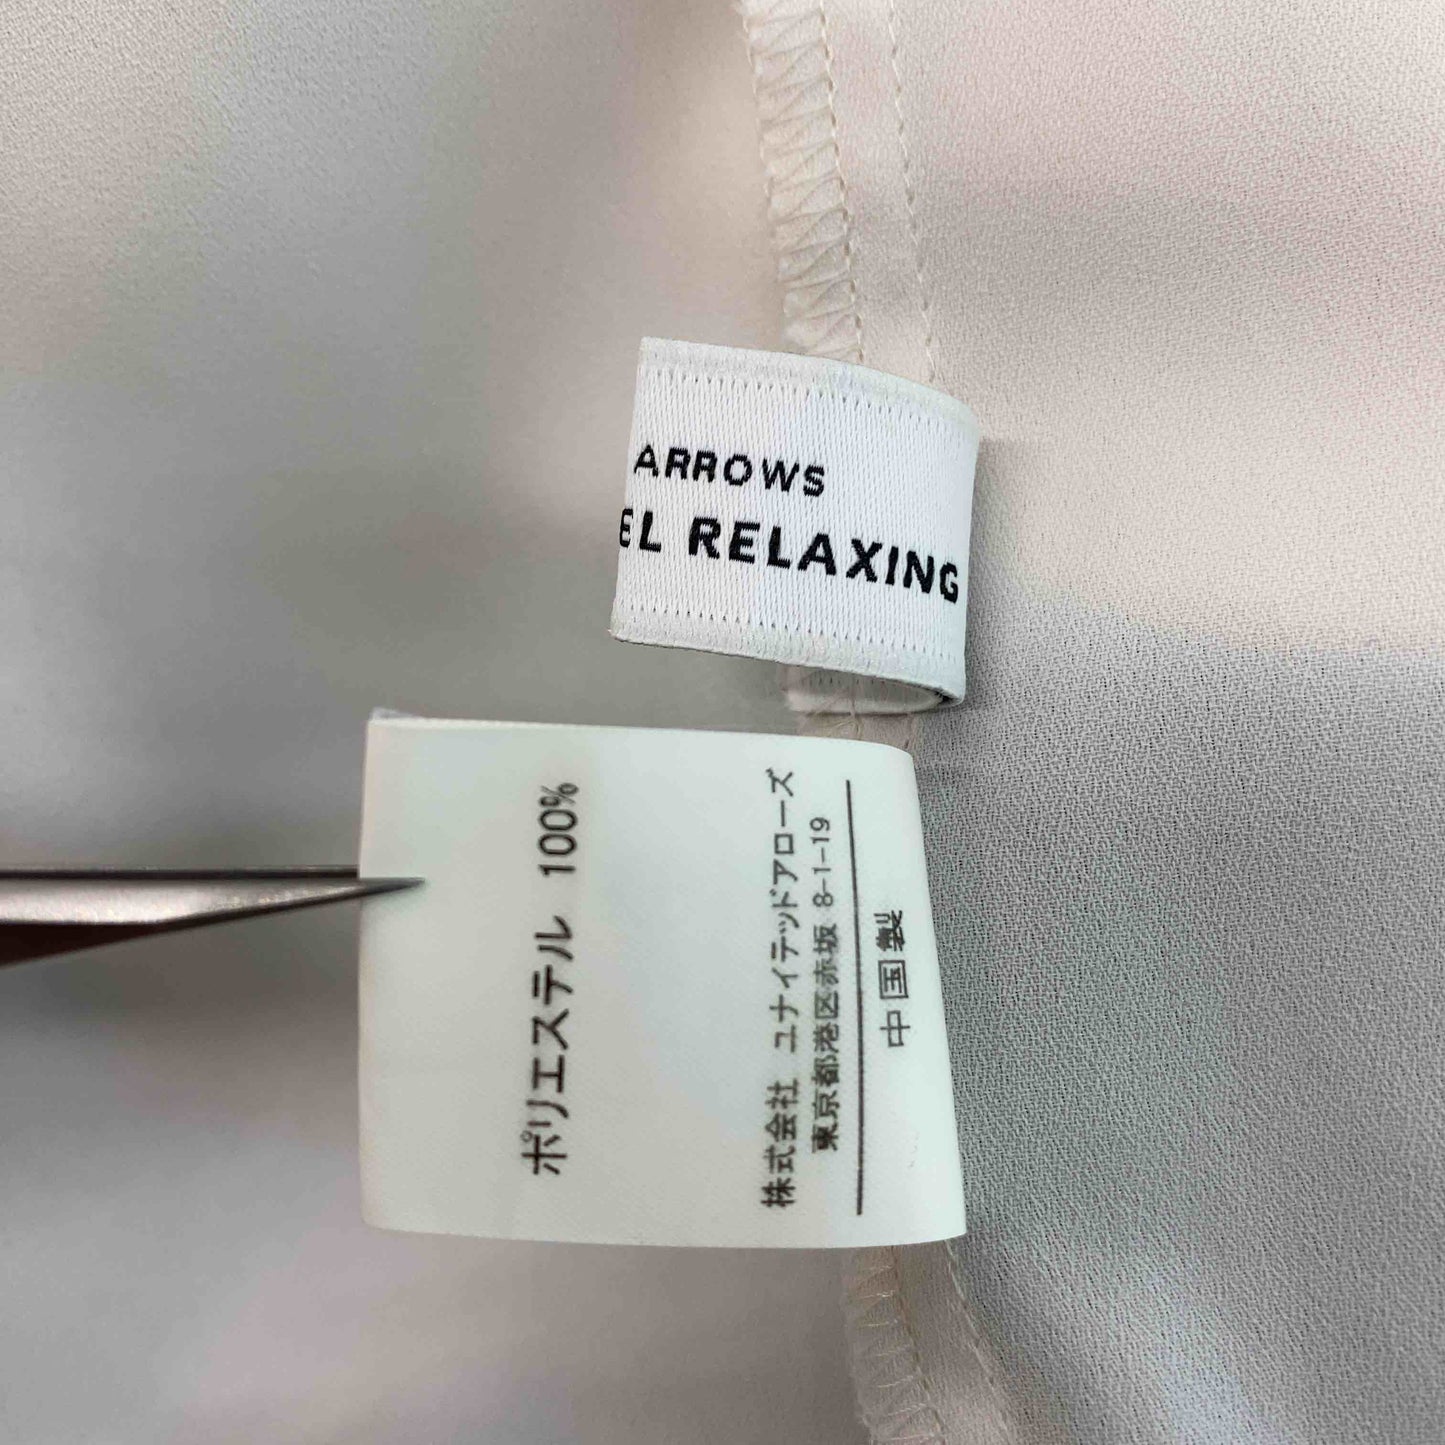 ARROWS
EL RELAXING
ポリエステル 100%
株式会社 ユナイテッドアローズ
東京都港区赤坂 8-1-19
中国製